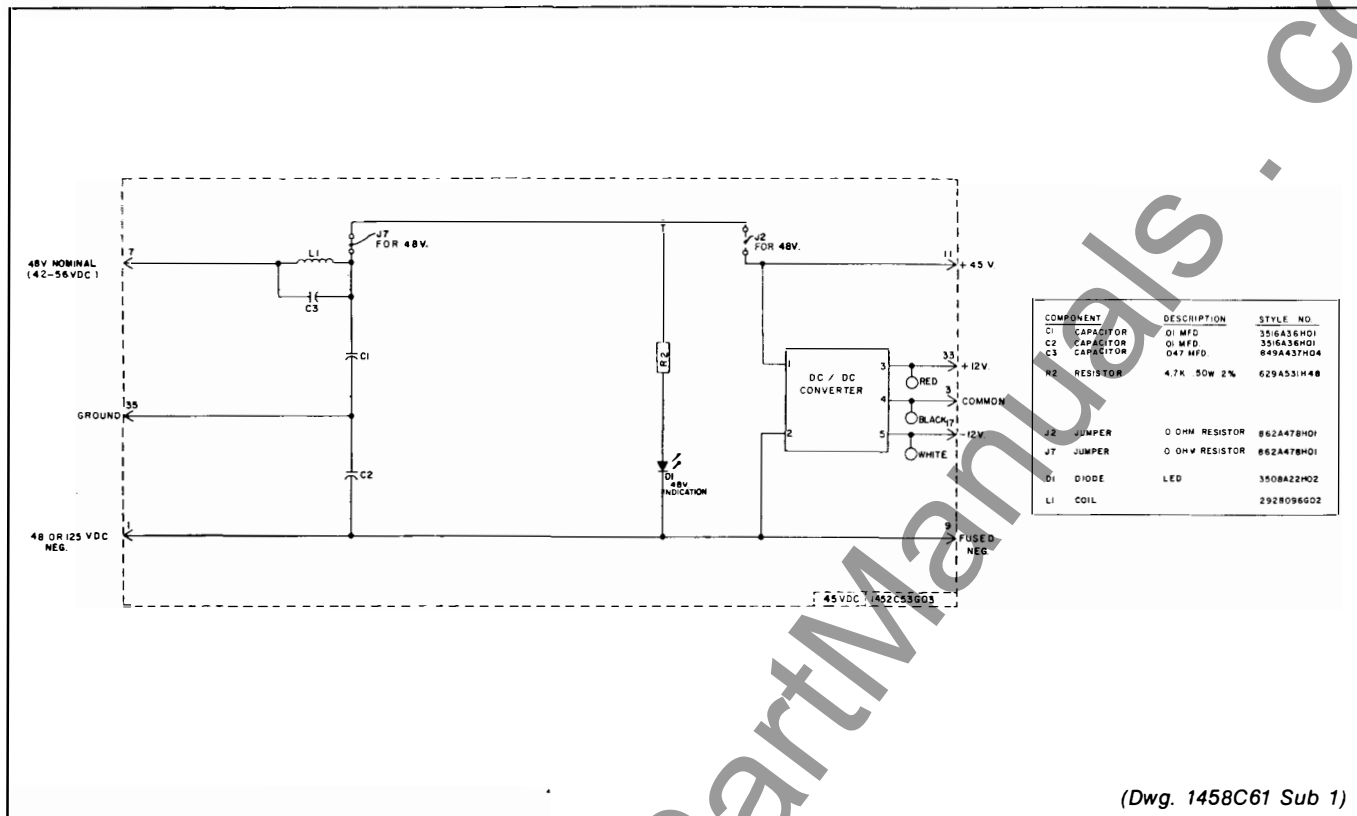 7
48V NOMINAL
(42-56VDC)
L1
C3
J7
FOR 48V.
C1
35
GROUND
C2
1
48 OR 125 VDC
NEG.
R2
D1
48V
INDICATION
J2
FOR 48V.
11
+45 V.
DC / DC
CONVERTER
1
2
3
4
5
33
+12V.
RED
3
COMMON
BLACK
17
-12V.
WHITE
9
FUSED
NEG.
45VDC 1452C53G03
COMPONENT DESCRIPTION STYLE NO.
C1 CAPACITOR .01 MFD 3516A36H01
C2 CAPACITOR .01 MFD. 3516A36H01
C3 CAPACITOR .047 MFD. 849A437H04
R2 RESISTOR 4.7K .50W 2% 629A531H48
J2 JUMPER 0 OHM RESISTOR 862A478H01
J7 JUMPER 0 OHM RESISTOR 862A478H01
D1 DIODE LED 3508A22H02
L1 COIL 292B096G02
(Dwg. 1458C61 Sub 1)
artManuals . co